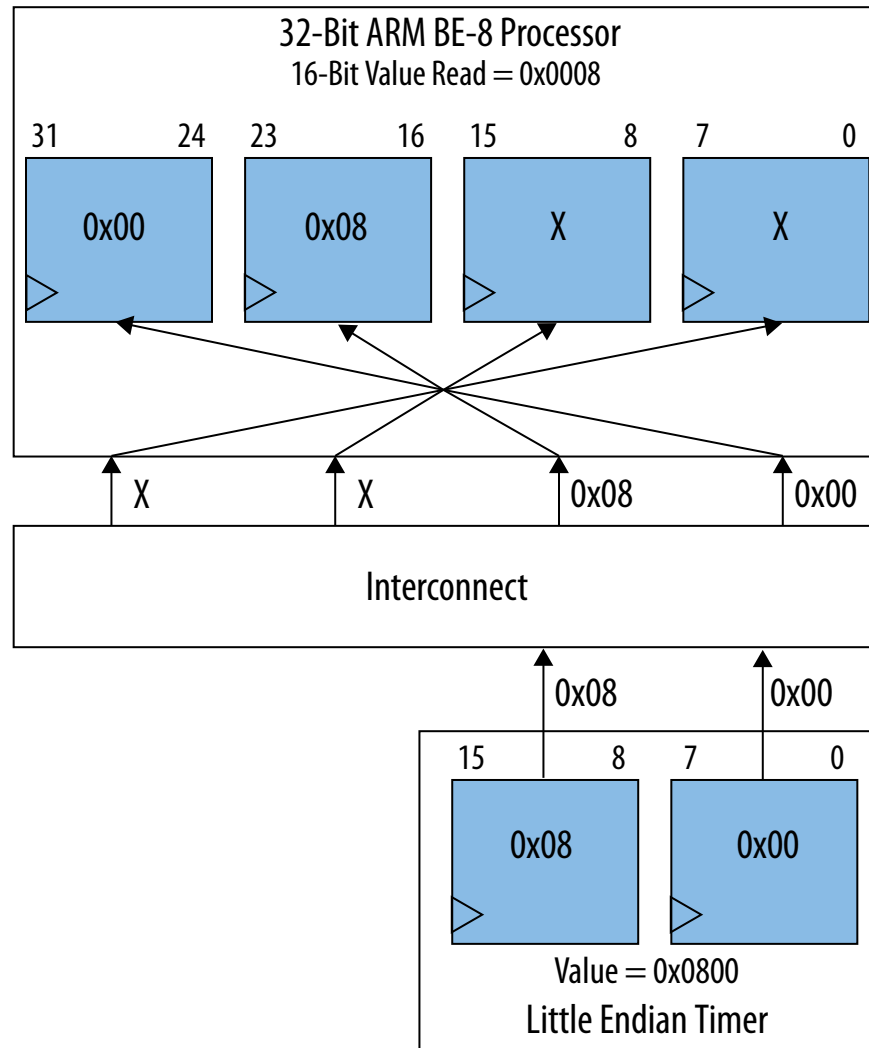 32-Bit ARM BE-8 Processor
16-Bit Value Read = 0x0008
31 24 23 16 15 8 7 0
0x00 0x08 X X
X X 0x08 0x00
Interconnect
0x08 0x00
15 8 7 0
0x08 0x00
Value = 0x0800
Little Endian Timer